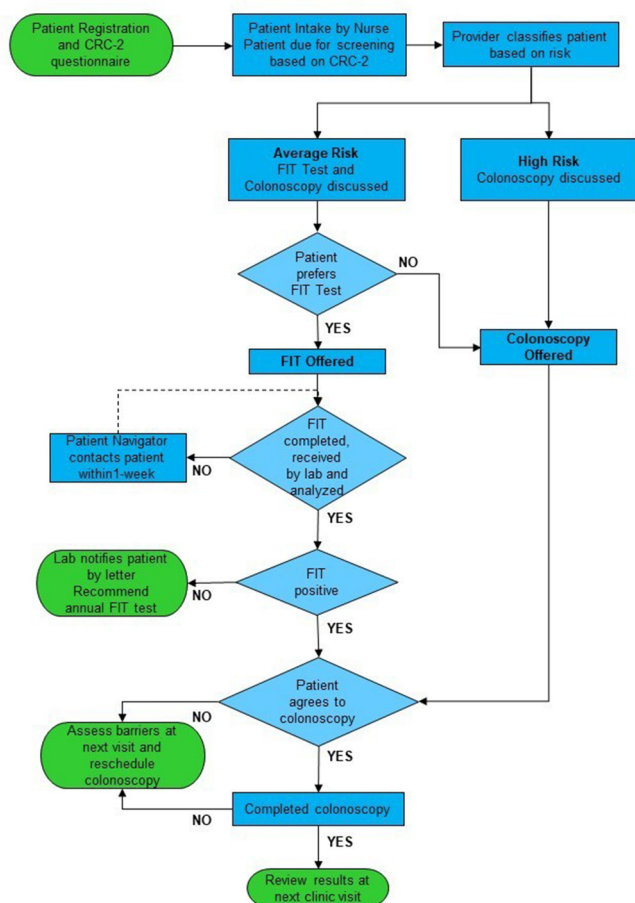 Patient Registration
and CRC-2
questionnaire
Patient Intake by Nurse
Patient due for screening
based on CRC-2
Provider classifies patient
based on risk
Average Risk
FIT Test and
Colonoscopy discussed
High Risk
Colonoscopy discussed
Patient
prefers
FIT Test
NO
YES
FIT Offered
Colonoscopy
Offered
Patient Navigator
contacts patient
within1-week
NO
FIT
completed,
received
by lab and
analyzed
YES
Lab notifies patient
by letter
Recommend
annual FIT test
NO
FIT
positive
YES
Patient
agrees to
colonoscopy
NO
YES
Assess barriers at
next visit and
reschedule
colonoscopy
NO
Completed colonoscopy
YES
Review results at
next clinic visit